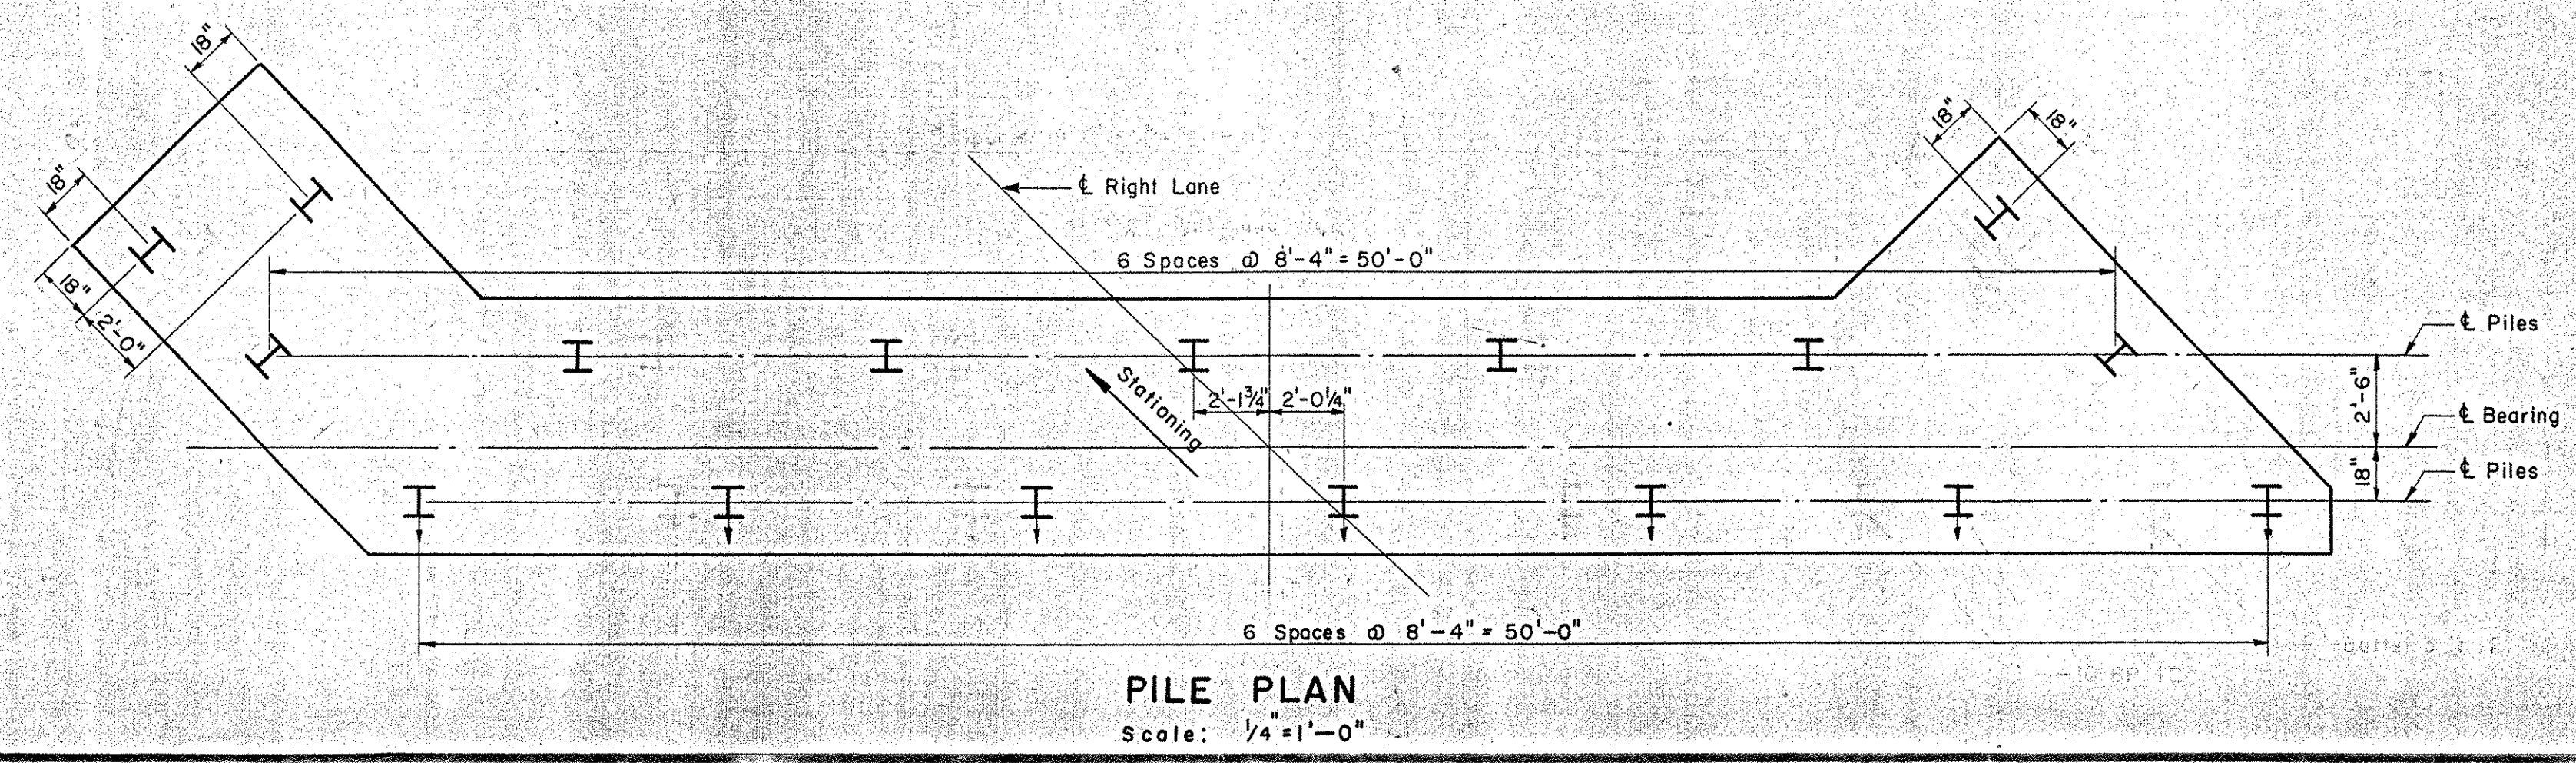 18"
18"
18"
2'-0"
18"
18"
℄ Right Lane
6 Spaces @ 8'-4" = 50'-0"
℄ Piles
2'-6"
Stationing
2'-1¾"
2'-0¼"
℄ Bearing
18"
℄ Piles
6 Spaces @ 8'-4" = 50'-0"
PILE PLAN
Scale: ¼"=1'-0"